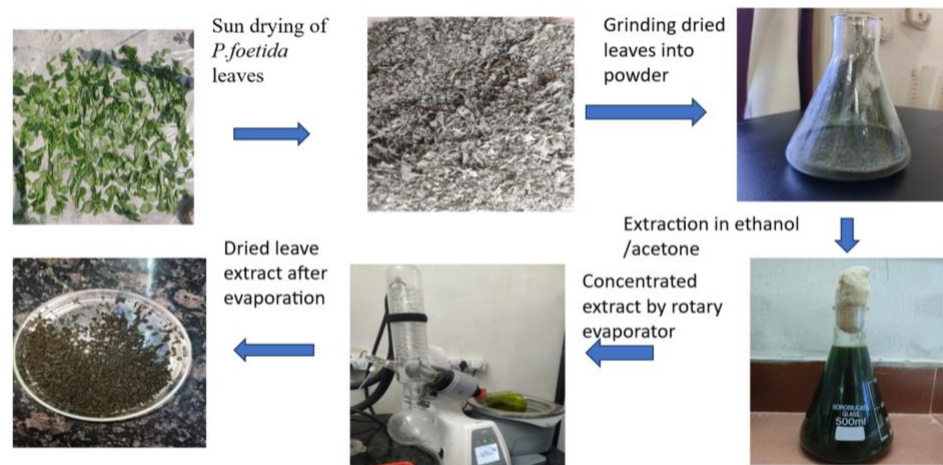 Sun drying of
P.foetida
leaves
Grinding dried
leaves into
powder
Extraction in ethanol
/acetone
Concentrated
extract by rotary
evaporator
Dried leave
extract after
evaporation
BOROSILICATE
GLASS
500ml